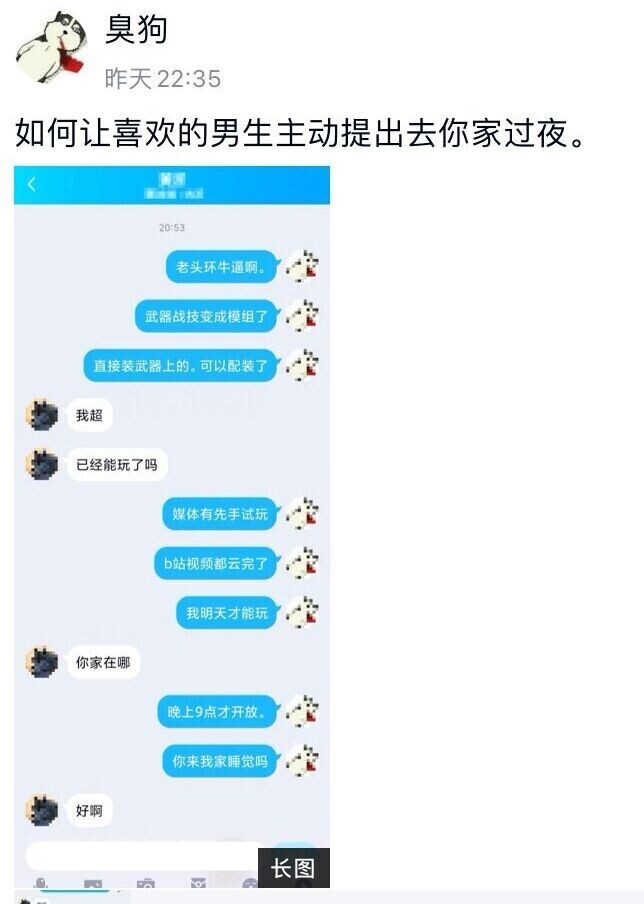 臭狗
昨天22:35
如何让喜欢的男生主动提出去你家过夜。
20:53
老头环牛逼啊。
武器战技变成模组了
直接装武器上的。可以配装了
我超
已经能玩了吗
媒体有先手试玩
b站视频都云完了
我明天才能玩
你家在哪
晚上9点才开放。
你来我家睡觉吗
好啊
长图